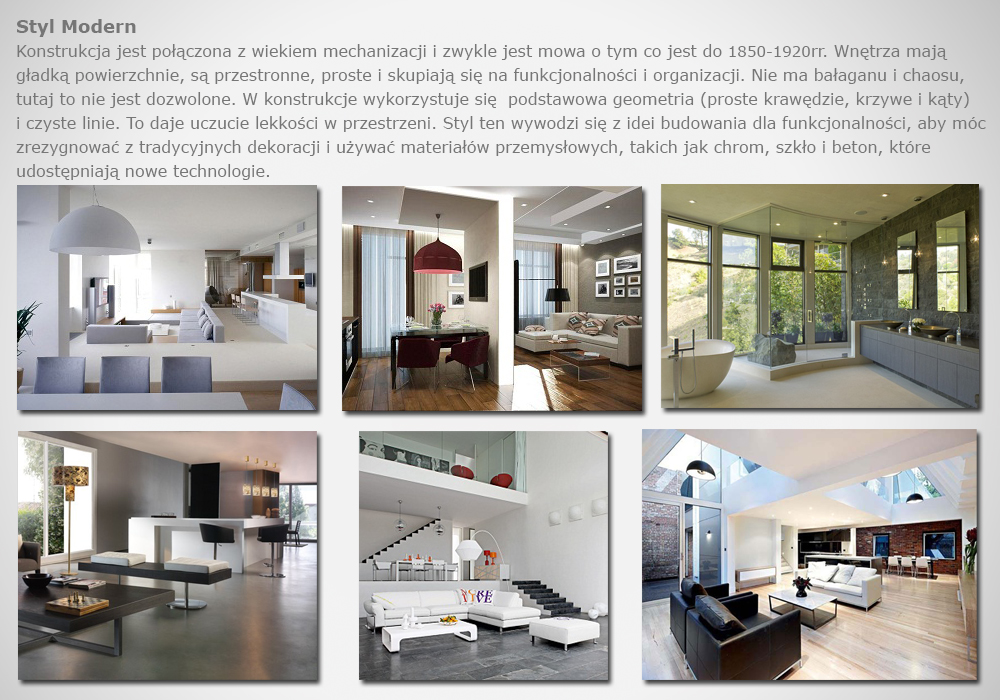 Styl Modern
Konstrukcja jest połączona z wiekiem mechanizacji i zwykle jest mowa o tym co jest do 1850-1920rr. Wnętrza mają
gładką powierzchnie, są przestronne, proste i skupiają się na funkcjonalności i organizacji. Nie ma bałaganu i chaosu,
tutaj to nie jest dozwolone. W konstrukcje wykorzystuje się  podstawowa geometria (proste krawędzie, krzywe i kąty)
i czyste linie. To daje uczucie lekkości w przestrzeni. Styl ten wywodzi się z idei budowania dla funkcjonalności, aby móc
zrezygnować z tradycyjnych dekoracji i używać materiałów przemysłowych, takich jak chrom, szkło i beton, które
udostępniają nowe technologie.